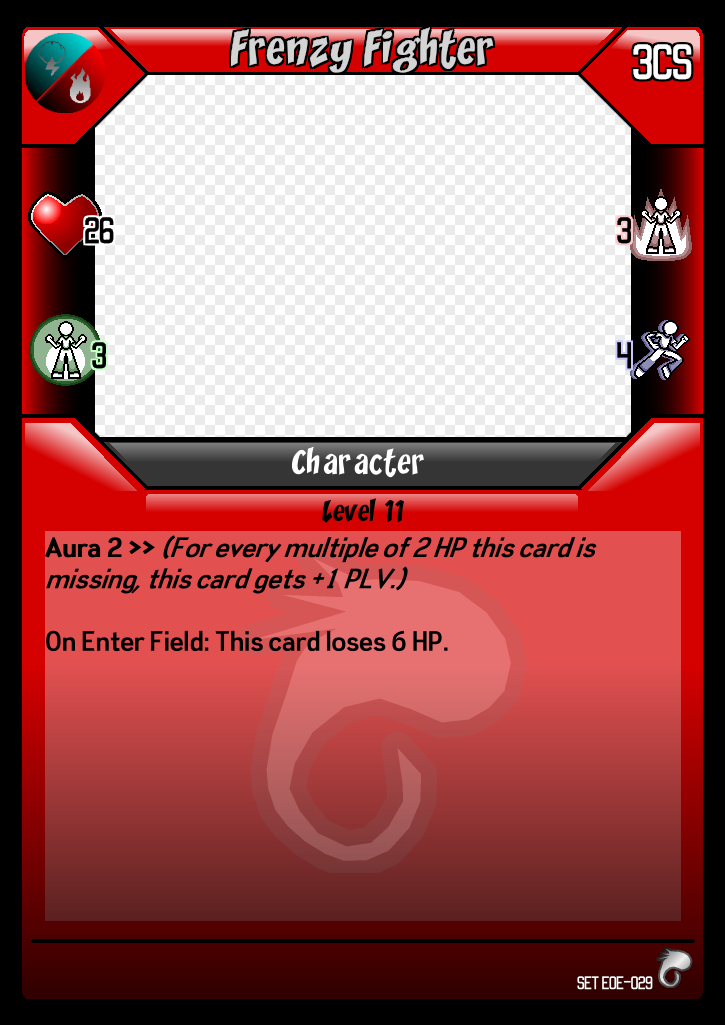 Frenzy Fighter
3CS
26
3
3
4
Character
Level 11
Aura 2 >> (For every multiple of 2 HP this card is
missing, this card gets +1 PLV.)
On Enter Field: This card loses 6 HP.
SET EOE-029